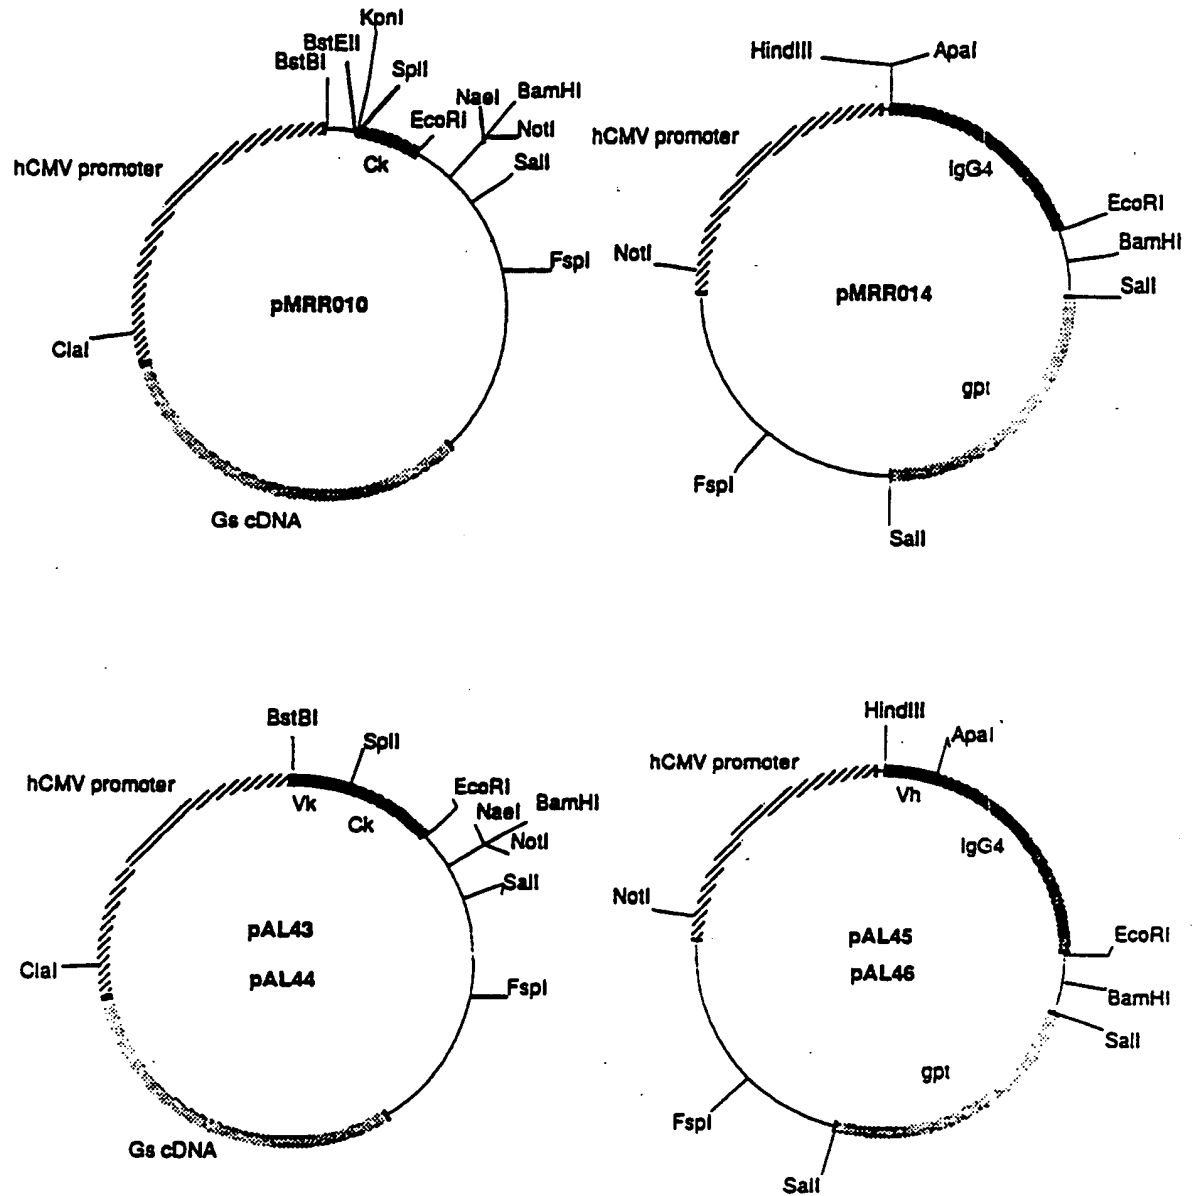 KpnI
BstEII
BstBI
SplI
NaeI
BamHI
EcoRI
NotI
SalI
hCMV promoter
Ck
FspI
pMRR010
ClaI
Gs cDNA
HindIII
ApaI
hCMV promoter
IgG4
EcoRI
BamHI
NotI
SalI
pMRR014
gpt
FspI
SalI
BstBI
SplI
hCMV promoter
Vk
Ck
EcoRI
NaeI
BamHI
NotI
SalI
pAL43
pAL44
ClaI
FspI
Gs cDNA
HindIII
ApaI
hCMV promoter
Vh
IgG4
NotI
pAL45
pAL46
EcoRI
BamHI
SalI
gpt
FspI
SalI